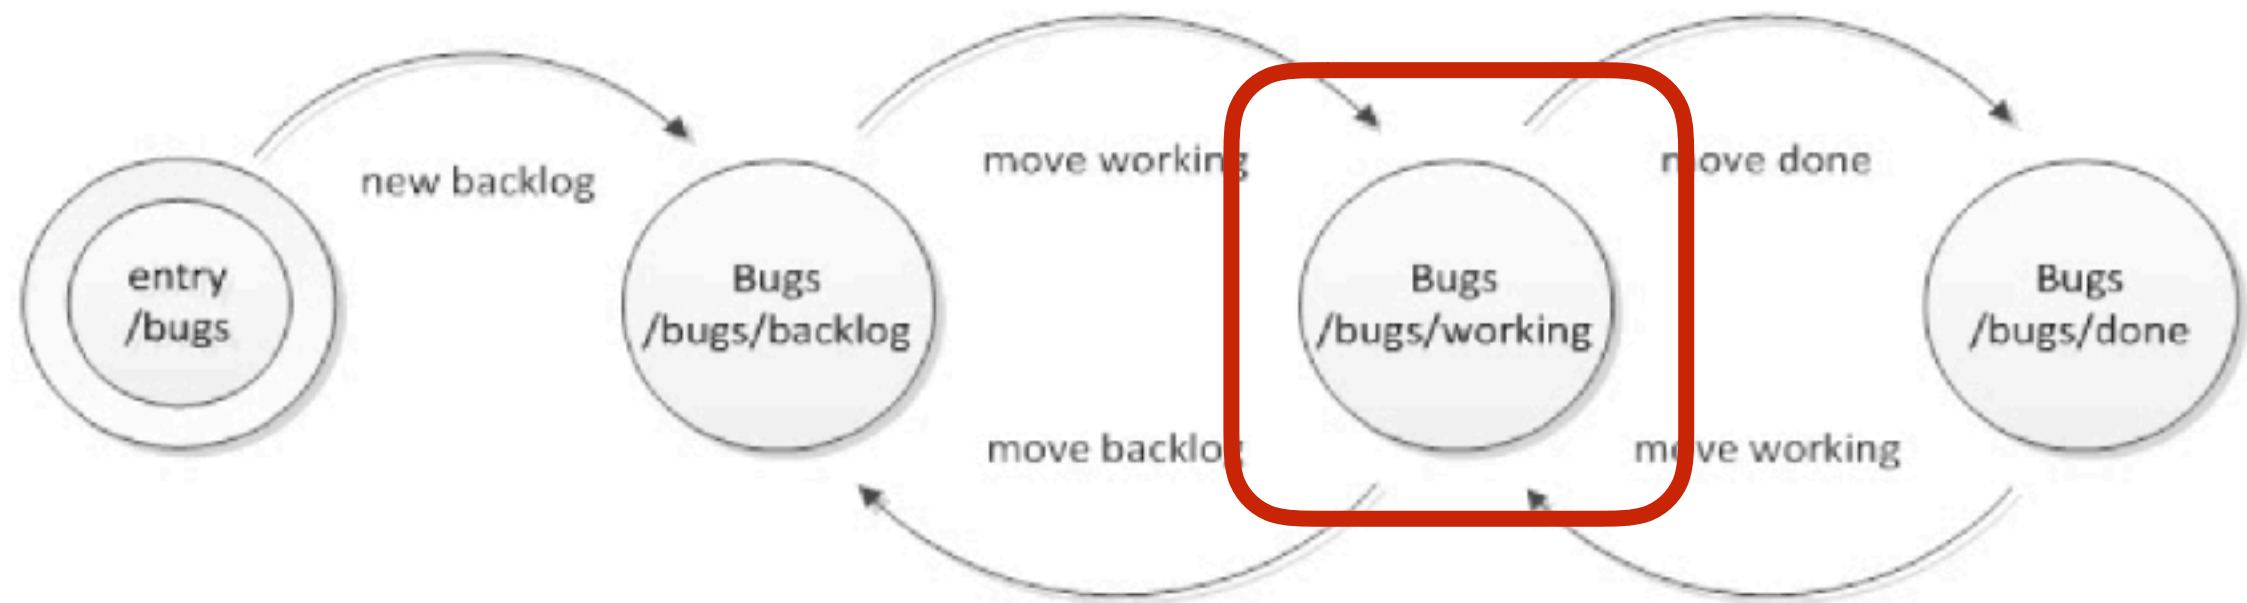 new backlog
move working
move done
entry
/bugs
Bugs
/bugs/backlog
Bugs
/bugs/working
Bugs
/bugs/done
move backlog
move working